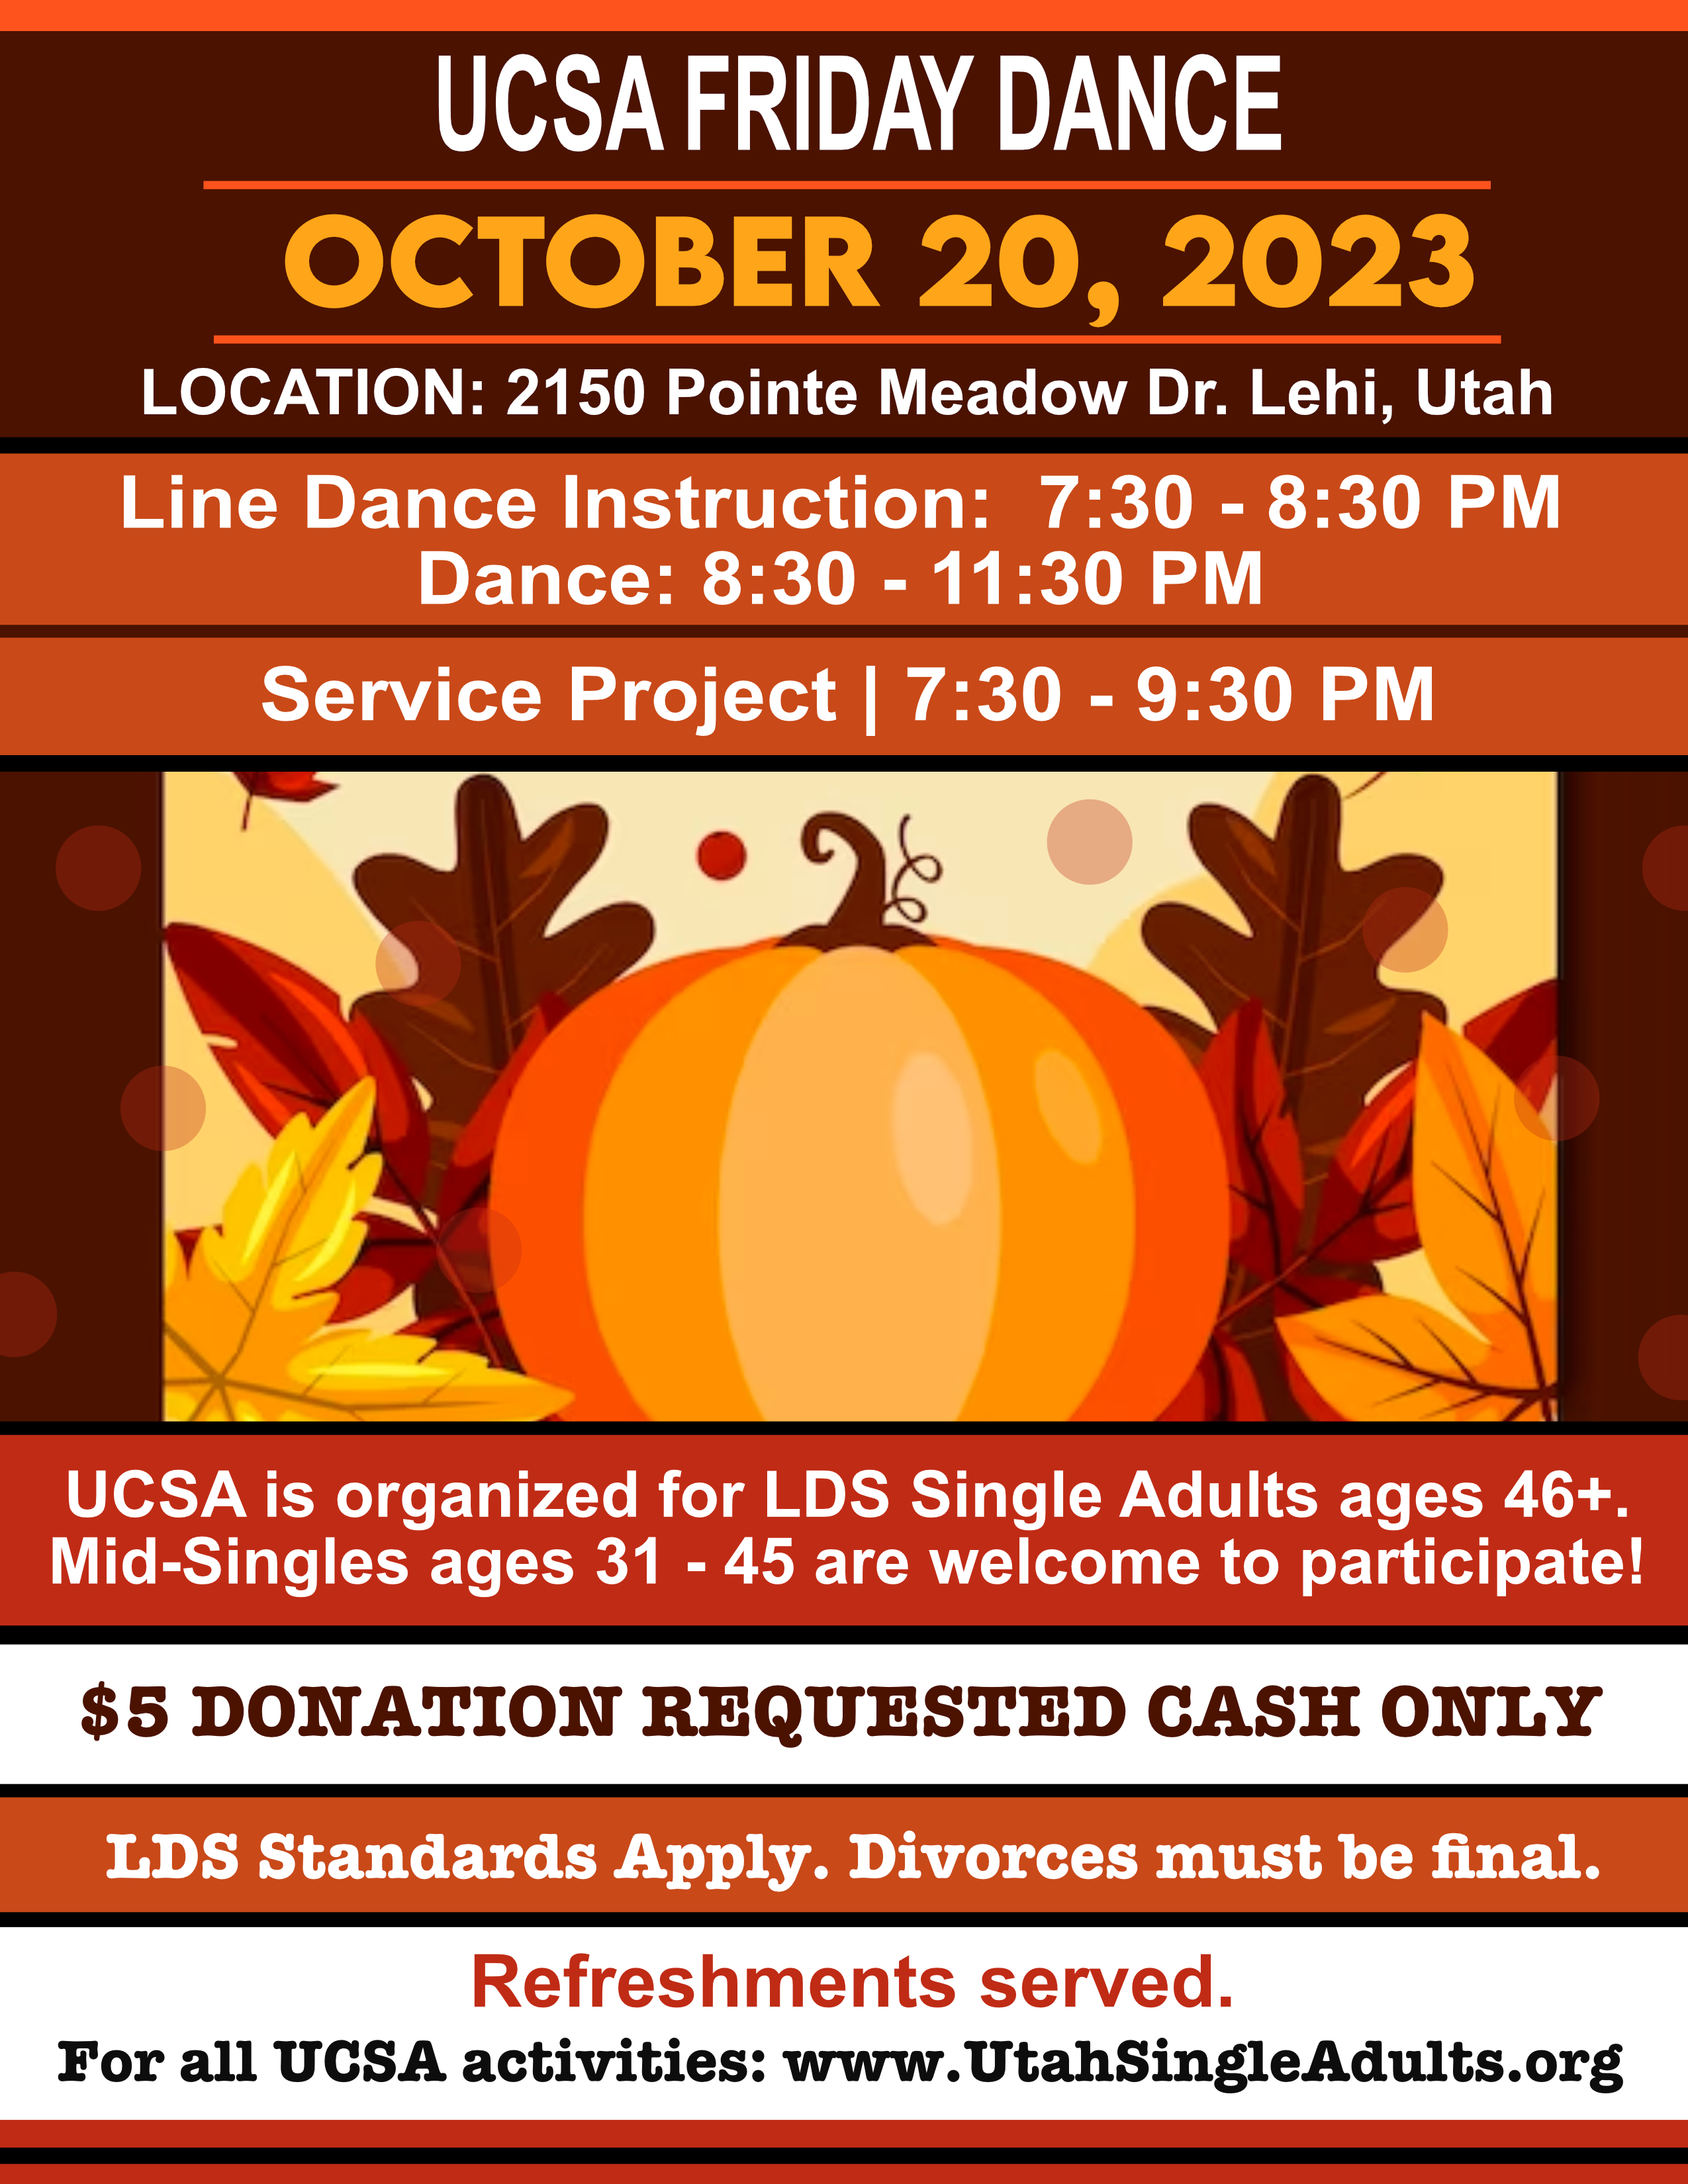 UCSA FRIDAY DANCE
OCTOBER 20, 2023
LOCATION: 2150 Pointe Meadow Dr. Lehi, Utah
Line Dance Instruction: 7:30 - 8:30 PM
Dance: 8:30 - 11:30 PM
Service Project | 7:30 - 9:30 PM
UCSA is organized for LDS Single Adults ages 46+.
Mid-Singles ages 31 - 45 are welcome to participate!
$5 DONATION REQUESTED CASH ONLY
LDS Standards Apply. Divorces must be final.
Refreshments served.
For all UCSA activities: www.UtahSingleAdults.org